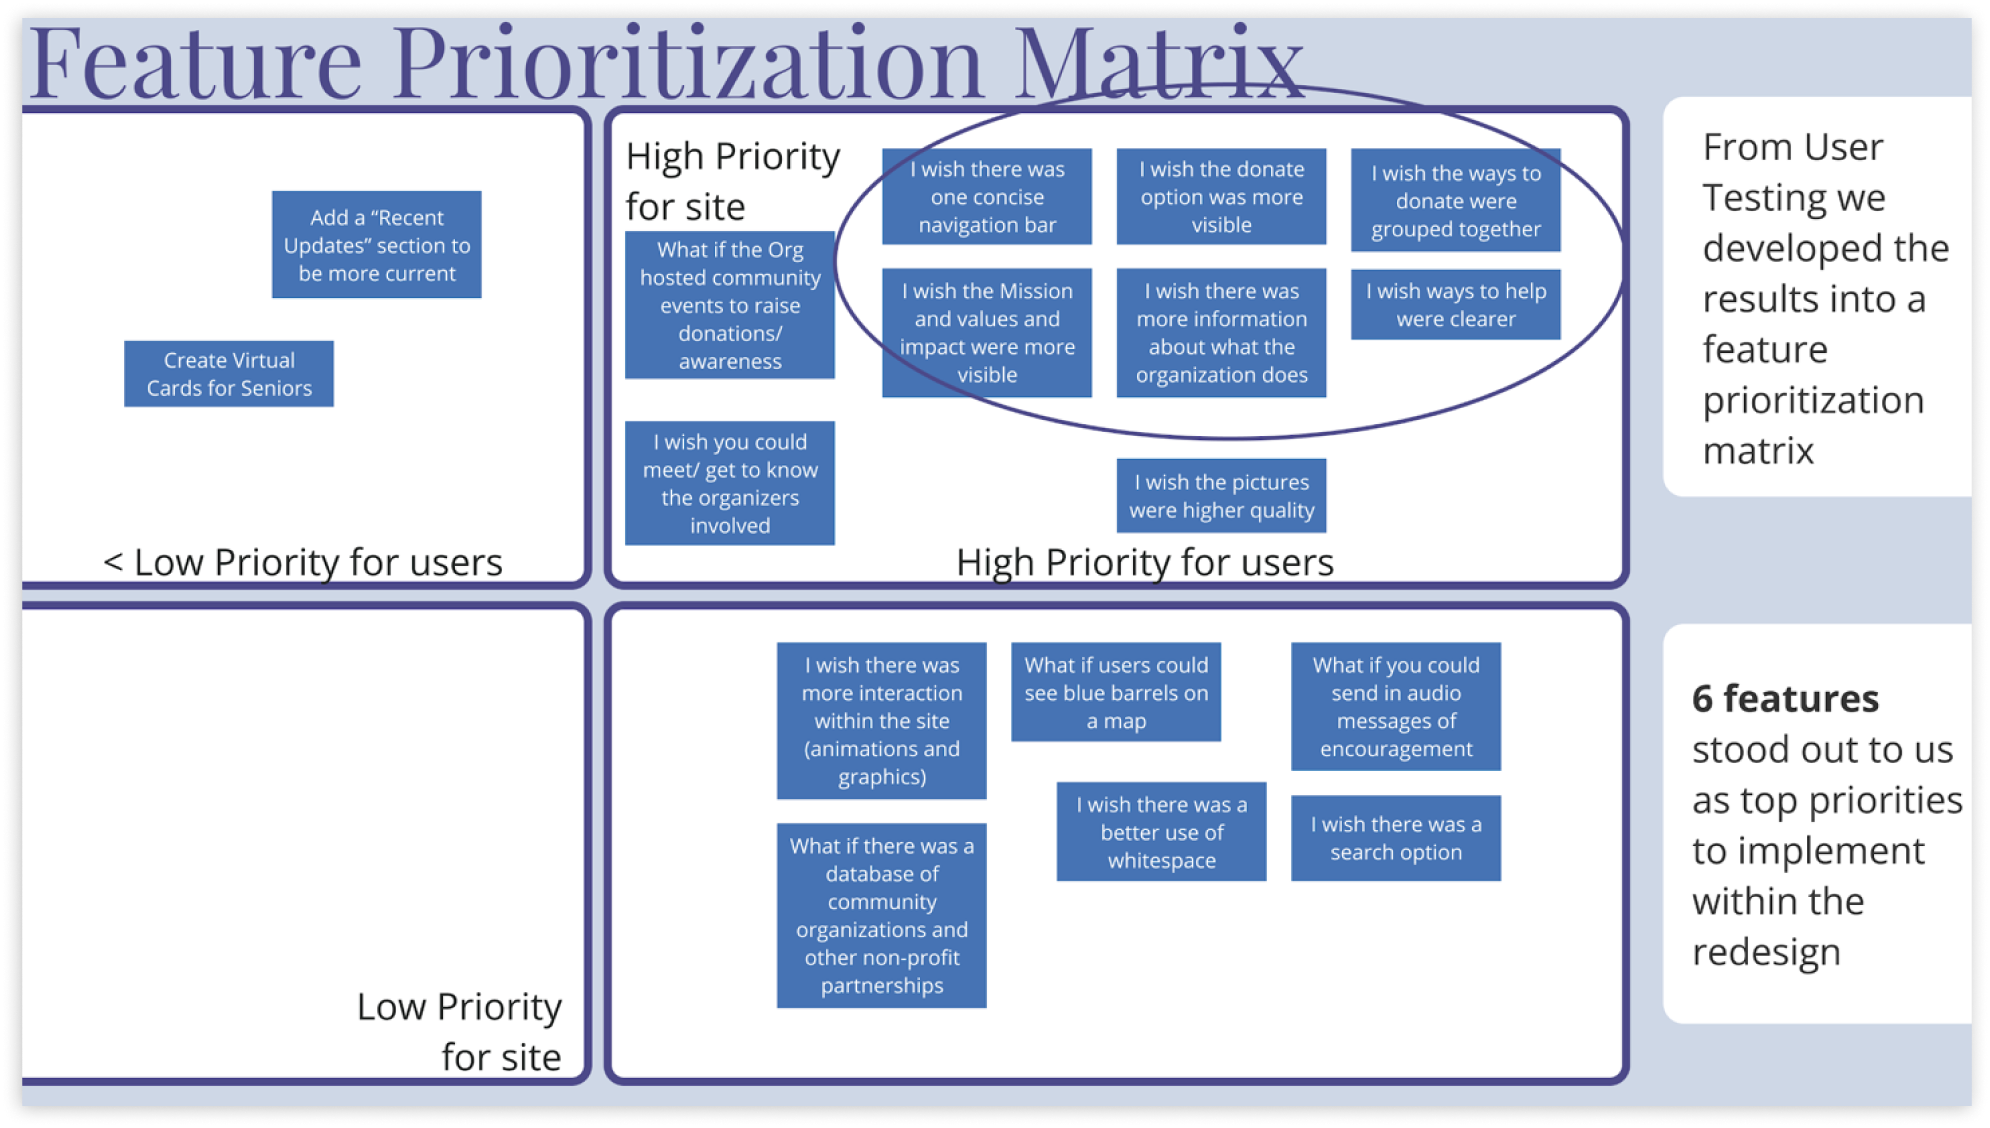 Feature Prioritization Matrix
Add a “Recent
Updates” section to
be more current
Create Virtual
Cards for Seniors
< Low Priority for users
High Priority
for site
What if the Org
hosted community
events to raise
donations/
awareness
I wish you could
meet/ get to know
the organizers
involved
I wish there was
one concise
navigation bar
I wish the donate
option was more
visible
I wish the ways to
donate were
grouped together
I wish the Mission
and values and
impact were more
visible
I wish there was
more information
about what the
organization does
I wish ways to help
were clearer
I wish the pictures
were higher quality
High Priority for users
Low Priority
for site
I wish there was
more interaction
within the site
(animations and
graphics)
What if users could
see blue barrels on
a map
What if you could
send in audio
messages of
encouragement
What if there was a
database of
community
organizations and
other non-profit
partnerships
I wish there was a
better use of
whitespace
I wish there was a
search option
From User
Testing we
developed the
results into a
feature
prioritization
matrix
6 features
stood out to us
as top priorities
to implement
within the
redesign